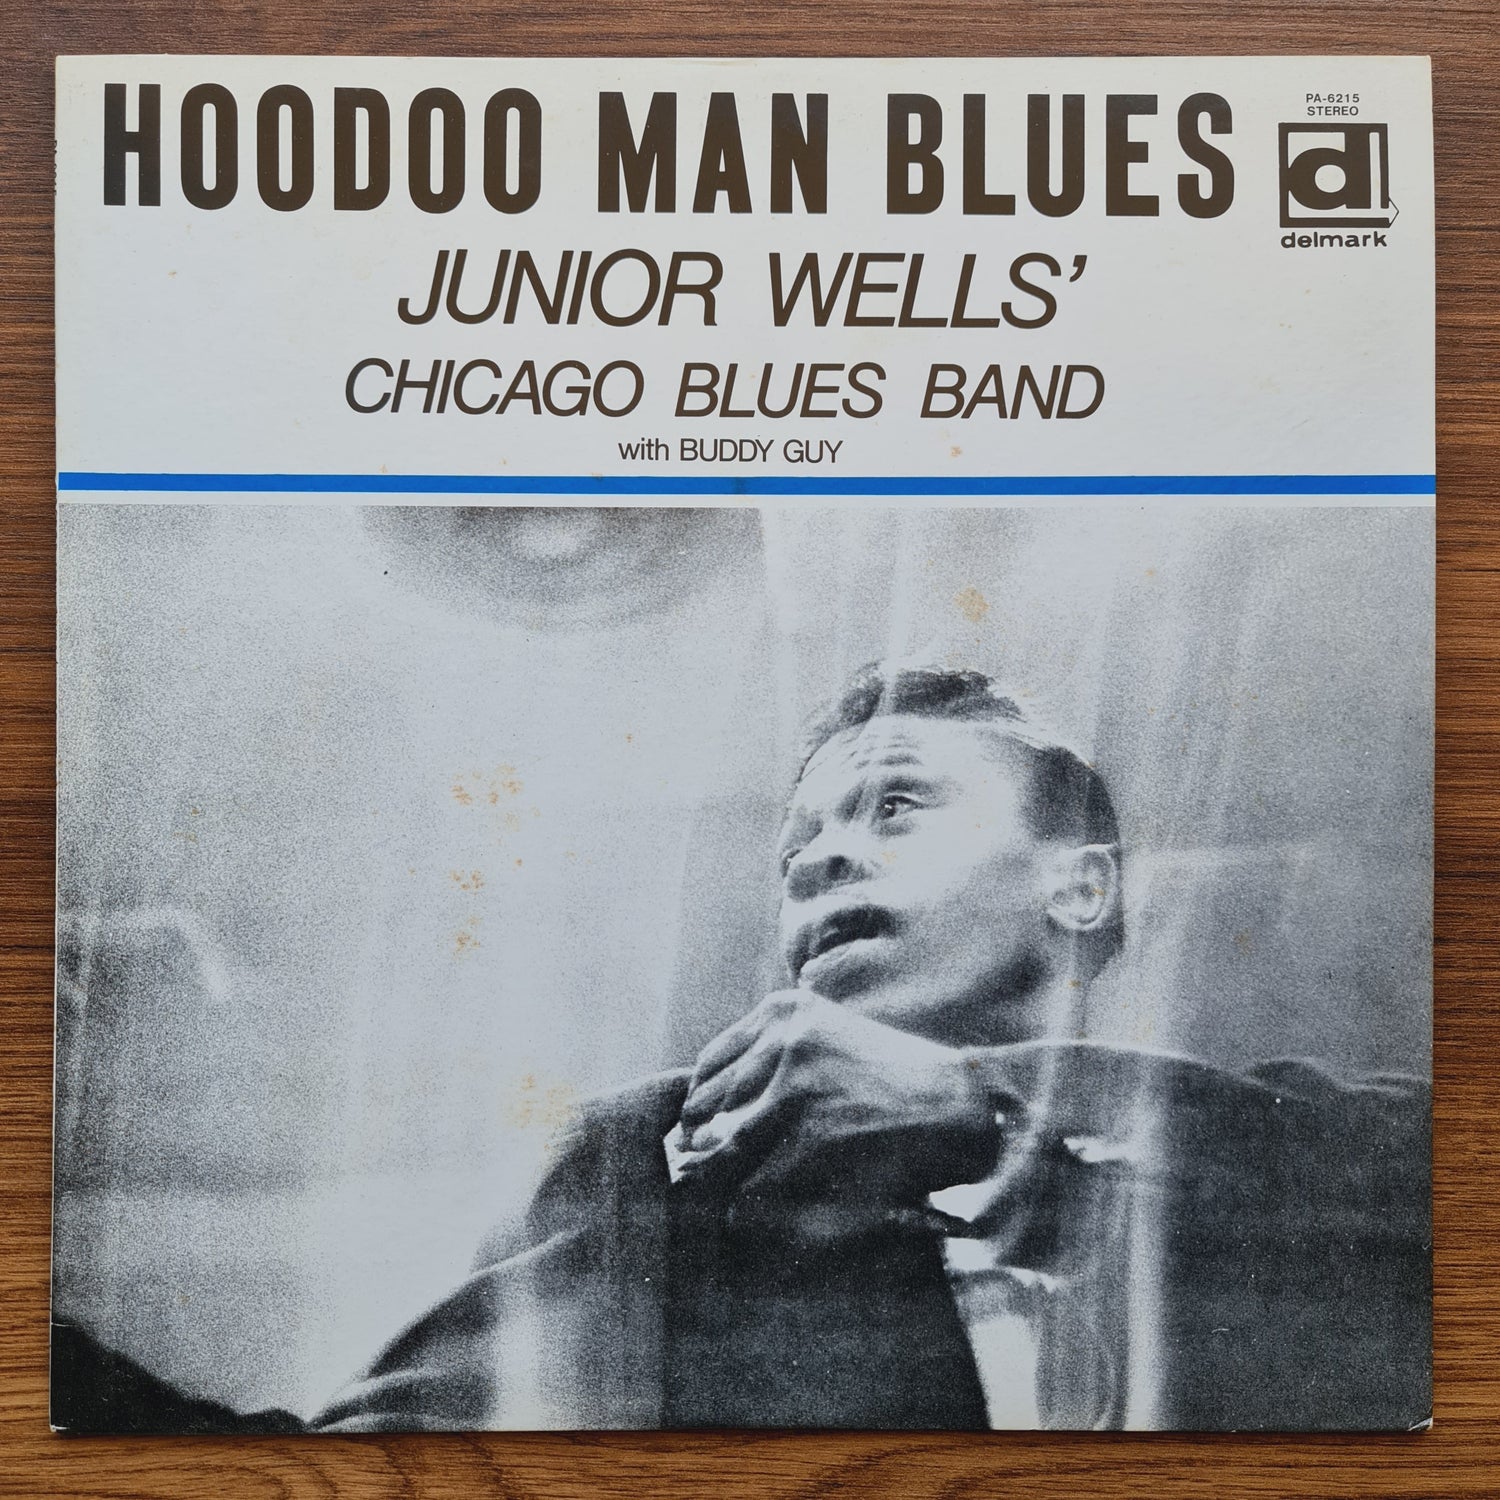 HOODOO MAN BLUES
PA-6215
STEREO
d
delmark
JUNIOR WELLS’
CHICAGO BLUES BAND
with BUDDY GUY